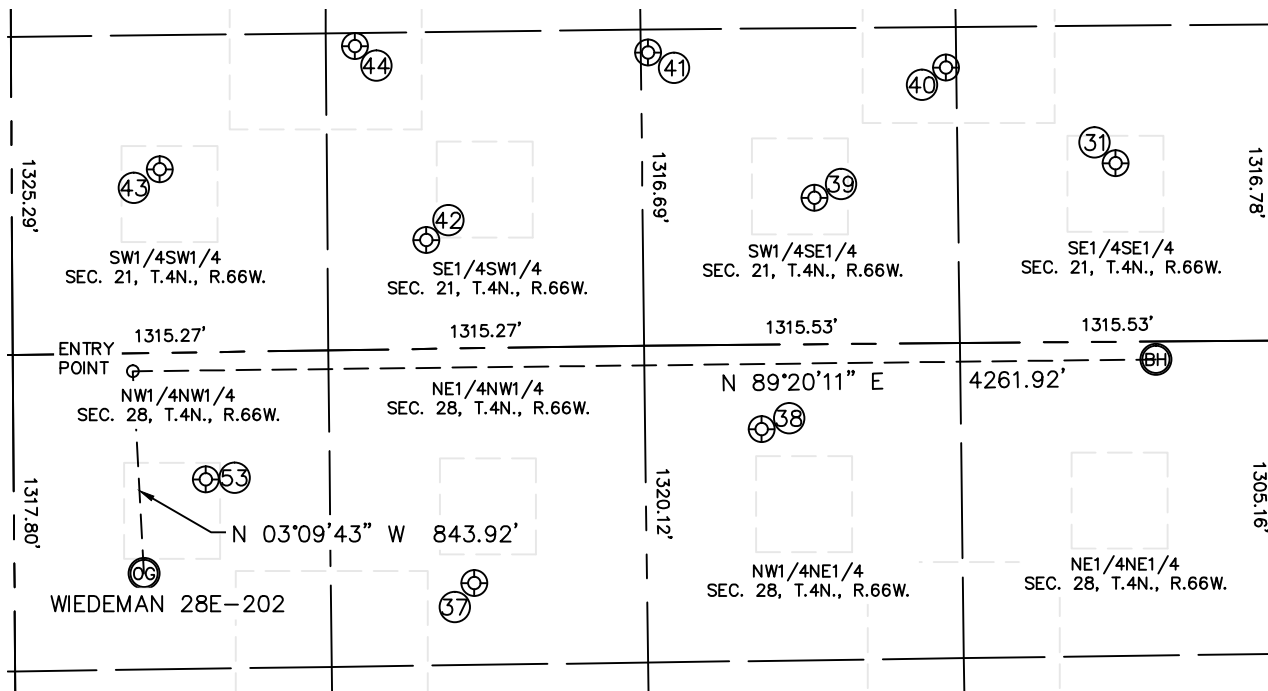 44
41
40
31
43
42
39
1325.29'
1316.69'
1316.78'
SW1/4SW1/4
SEC. 21, T.4N., R.66W.
SE1/4SW1/4
SEC. 21, T.4N., R.66W.
SW1/4SE1/4
SEC. 21, T.4N., R.66W.
SE1/4SE1/4
SEC. 21, T.4N., R.66W.
1315.27'
1315.27'
1315.53'
1315.53'
ENTRY
POINT
BH
N 89°20'11" E 4261.92'
NW1/4NW1/4
SEC. 28, T.4N., R.66W.
NE1/4NW1/4
SEC. 28, T.4N., R.66W.
38
53
1317.80'
1320.12'
1305.16'
N 03°09'43" W 843.92'
OG
WIEDEMAN 28E-202
37
NW1/4NE1/4
SEC. 28, T.4N., R.66W.
NE1/4NE1/4
SEC. 28, T.4N., R.66W.